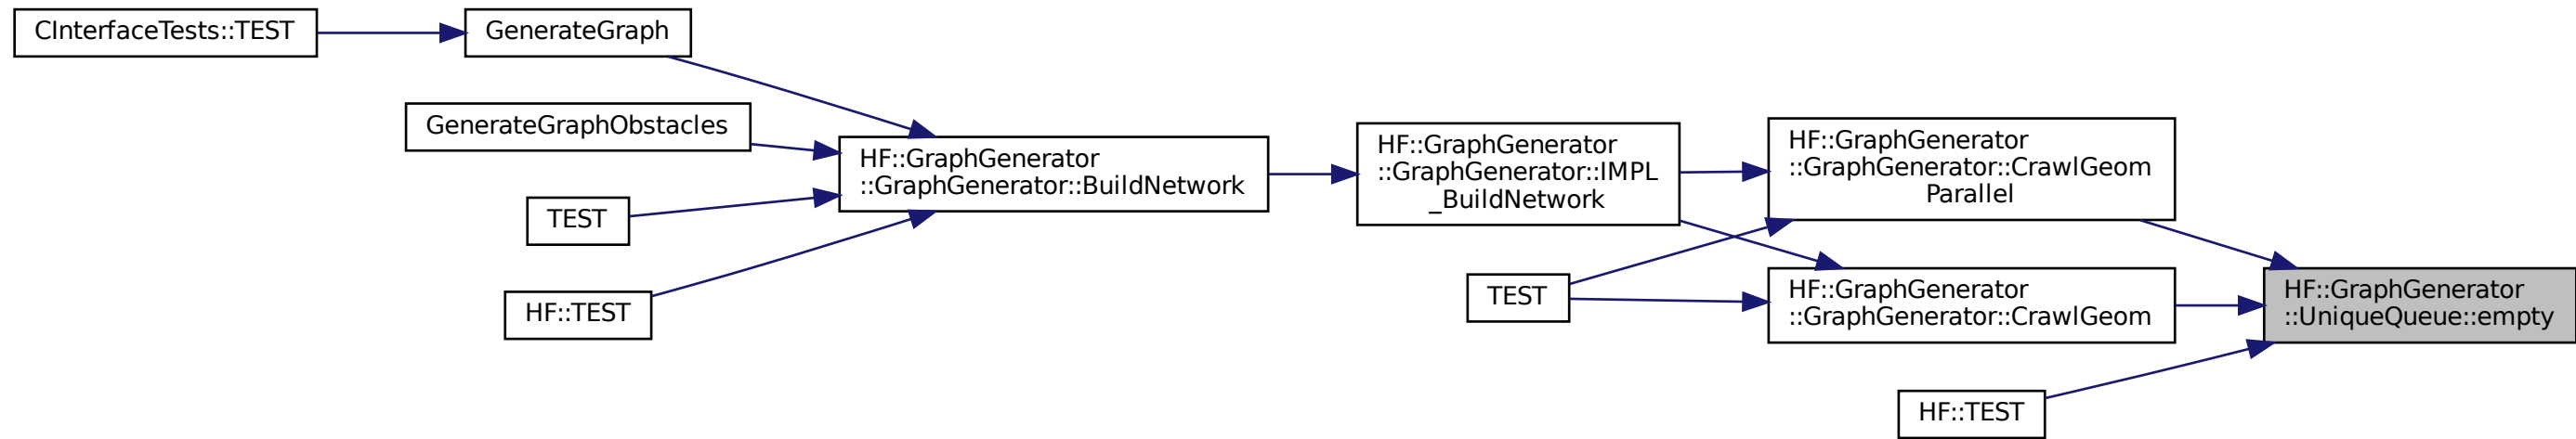 CInterfaceTests::TEST
GenerateGraph
GenerateGraphObstacles
TEST
HF::TEST
HF::GraphGenerator
::GraphGenerator::BuildNetwork
HF::GraphGenerator
::GraphGenerator::IMPL
_BuildNetwork
TEST
HF::GraphGenerator
::GraphGenerator::CrawlGeom
Parallel
HF::GraphGenerator
::GraphGenerator::CrawlGeom
HF::TEST
HF::GraphGenerator
::UniqueQueue::empty